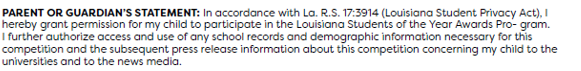 PARENT OR GUARDIAN'S STATEMENT: In accordance with La. R.S. 17:3914 (Louisiana Student Privacy Act), I
hereby grant permission for my child to participate in the Louisiana Students of the Year Awards Pro- gram.
I further authorize access and use of any school records and demographic information necessary for this
competition and the subsequent press release information about this competition concerning my child to the
universities and to the news media.